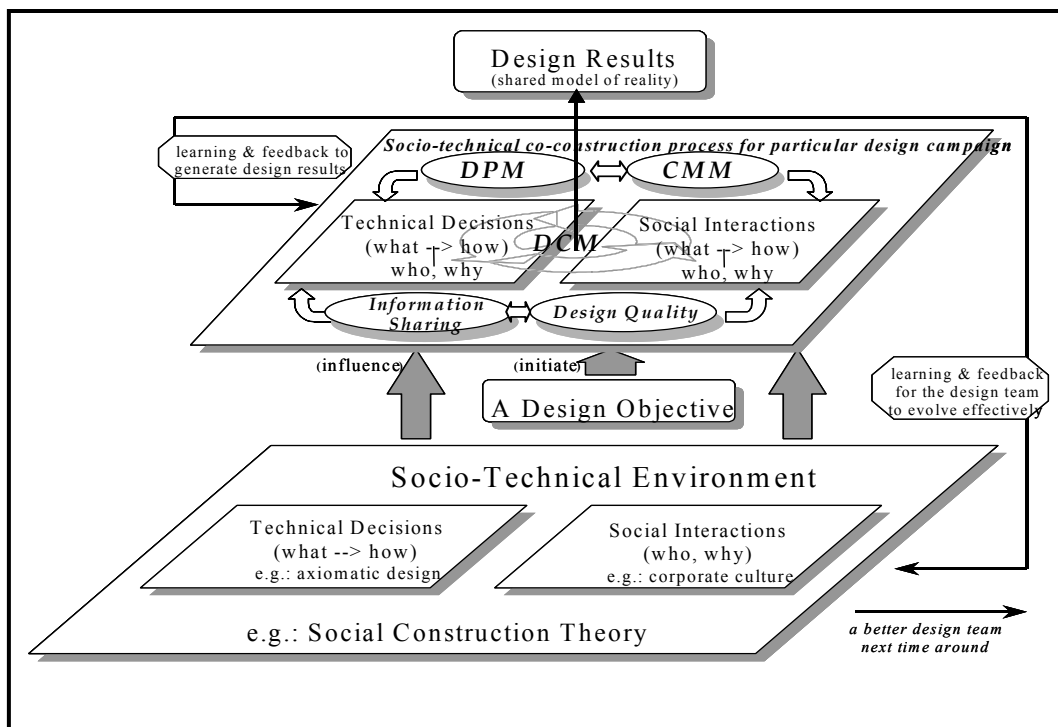 Design Results
(shared model of reality)
learning & feedback to
generate design results
Socio-technical co-construction process for particular design campaign
DPM
CMM
Technical Decisions
(what --> how)
who, why
DCM
Social Interactions
(what --> how)
who, why
Information
Sharing
Design Quality
(influence)
(initiate)
A Design Objective
learning & feedback
for the design team
to evolve effectively
Socio-Technical Environment
Technical Decisions
(what --> how)
e.g.: axiomatic design
Social Interactions
(who, why)
e.g.: corporate culture
e.g.: Social Construction Theory
a better design team
next time around